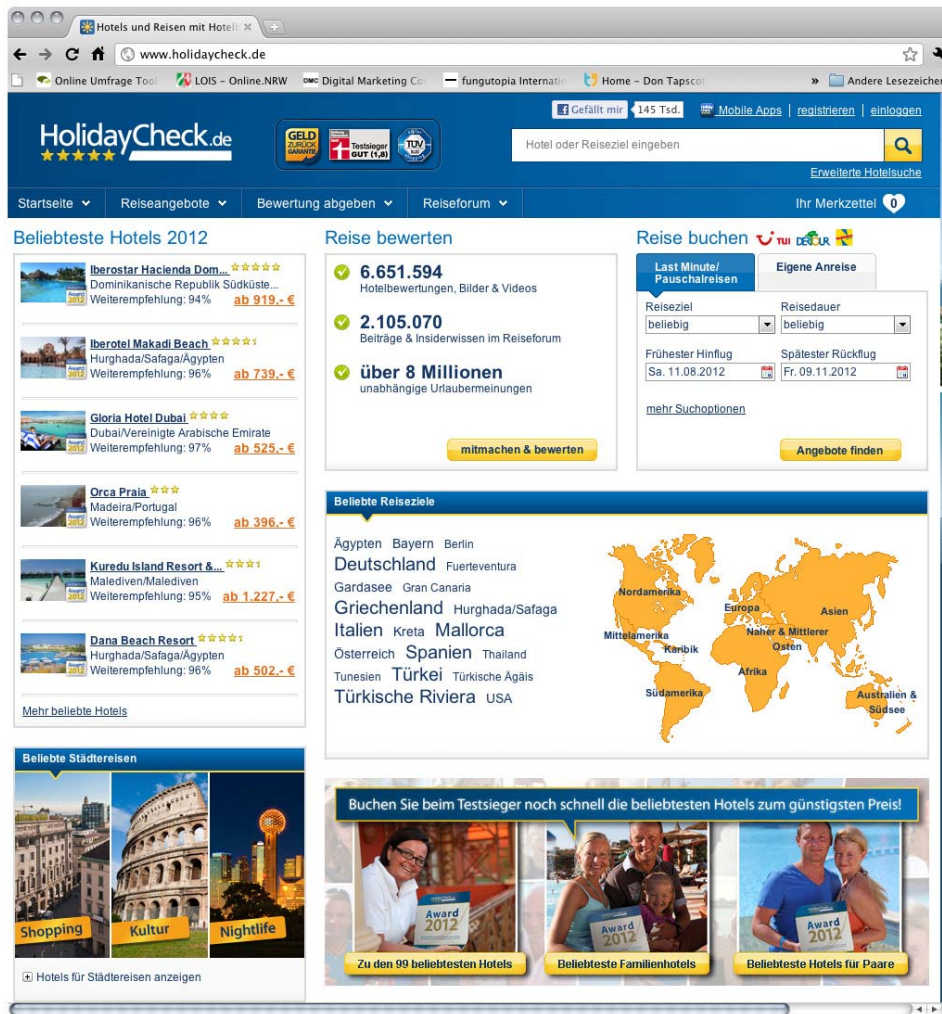 Hotels und Reisen mit Hotelb
www.holidaycheck.de
Online Umfrage Tool LOIS – Online.NRW DMC Digital Marketing Co fungutopia Internatio Home – Don Tapscot » Andere Lesezeichen
Gefällt mir 145 Tsd. Mobile Apps | registrieren | einloggen
HolidayCheck.de
GELD ZURÜCK GARANTIE
Testsieger
GUT (1,8)
TÜV
Hotel oder Reiseziel eingeben
Erweiterte Hotelsuche
Startseite Reiseangebote Bewertung abgeben Reiseforum Ihr Merkzettel 0
Beliebteste Hotels 2012
Iberostar Hacienda Dom...
Dominikanische Republik Südküste...
Weiterempfehlung: 94% ab 919,- €
Iberotel Makadi Beach
Hurghada/Safaga/Ägypten
Weiterempfehlung: 96% ab 739,- €
Gloria Hotel Dubai
Dubai/Vereinigte Arabische Emirate
Weiterempfehlung: 97% ab 525,- €
Orca Praia
Madeira/Portugal
Weiterempfehlung: 96% ab 396,- €
Kuredu Island Resort &...
Malediven/Malediven
Weiterempfehlung: 95% ab 1.227,- €
Dana Beach Resort
Hurghada/Safaga/Ägypten
Weiterempfehlung: 96% ab 502,- €
Mehr beliebte Hotels
Reise bewerten
6.651.594
Hotelbewertungen, Bilder & Videos
2.105.070
Beiträge & Insiderwissen im Reiseforum
über 8 Millionen
unabhängige Urlaubermeinungen
mitmachen & bewerten
Reise buchen TUI DERTOUR
Last Minute/
Pauschalreisen
Eigene Anreise
Reiseziel Reisedauer
beliebig beliebig
Frühester Hinflug Spätester Rückflug
Sa. 11.08.2012 Fr. 09.11.2012
mehr Suchoptionen
Angebote finden
Beliebte Reiseziele
Ägypten Bayern Berlin
Deutschland Fuerteventura
Gardasee Gran Canaria
Griechenland Hurghada/Safaga
Italien Kreta Mallorca
Österreich Spanien Thailand
Tunesien Türkei Türkische Ägäis
Türkische Riviera USA
Nordamerika
Europa
Asien
Mittelamerika
Naher & Mittlerer
Osten
Karibik
Afrika
Südamerika
Australien &
Südsee
Beliebte Städtereisen
Shopping Kultur Nightlife
Hotels für Städtereisen anzeigen
Buchen Sie beim Testsieger noch schnell die beliebtesten Hotels zum günstigsten Preis!
Award
2012
Award
2012
Award
2012
Zu den 99 beliebtesten Hotels Beliebteste Familienhotels Beliebteste Hotels für Paare